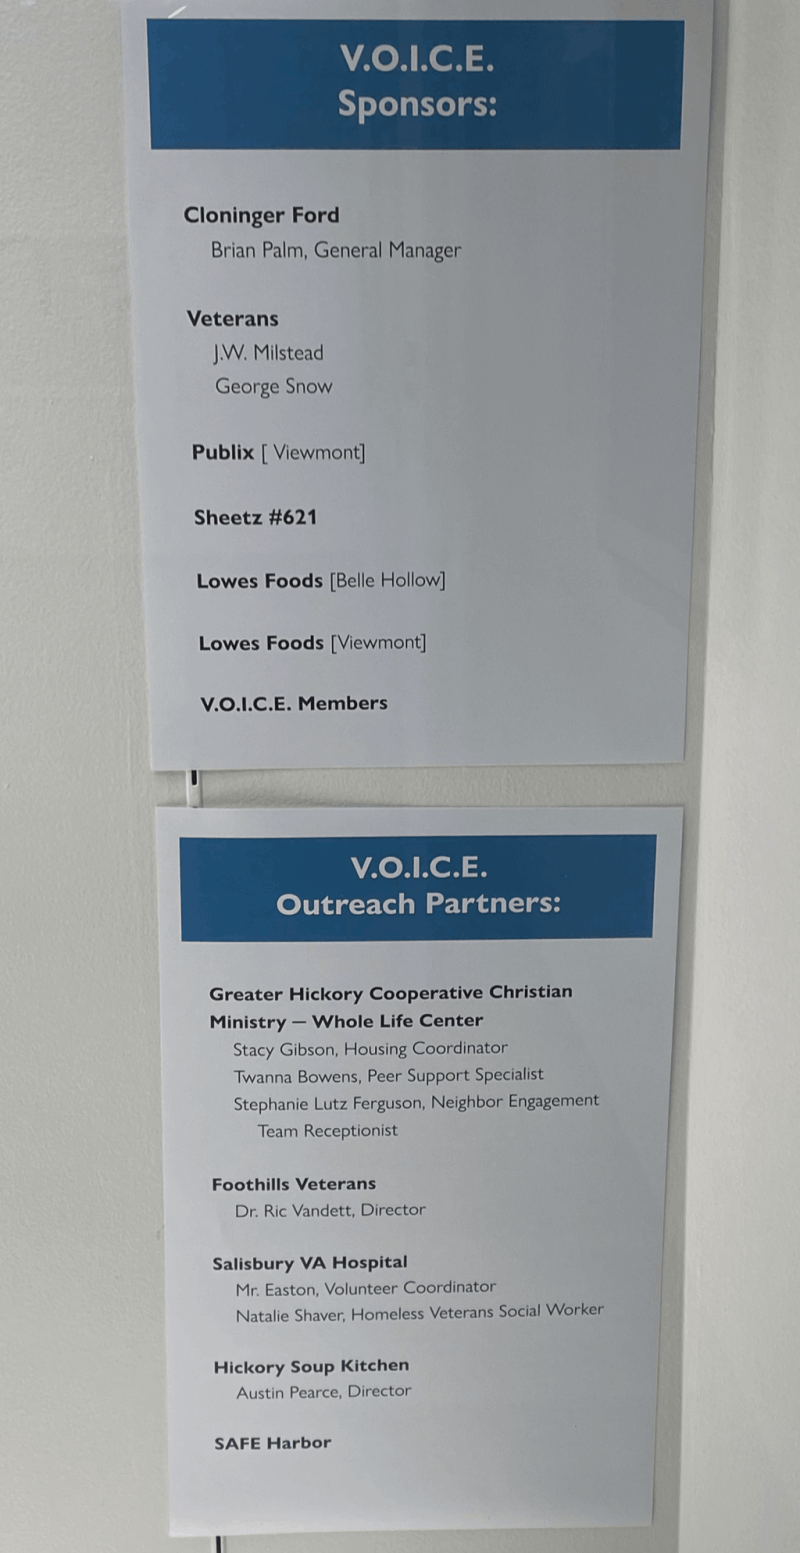 V.O.I.C.E.
Sponsors:
Cloninger Ford
Brian Palm, General Manager
Veterans
J.W. Milstead
George Snow
Publix [ Viewmont]
Sheetz #621
Lowes Foods [Belle Hollow]
Lowes Foods [Viewmont]
V.O.I.C.E. Members
V.O.I.C.E.
Outreach Partners:
Greater Hickory Cooperative Christian
Ministry — Whole Life Center
Stacy Gibson, Housing Coordinator
Twanna Bowens, Peer Support Specialist
Stephanie Lutz Ferguson, Neighbor Engagement
Team Receptionist
Foothills Veterans
Dr. Ric Vandett, Director
Salisbury VA Hospital
Mr. Easton, Volunteer Coordinator
Natalie Shaver, Homeless Veterans Social Worker
Hickory Soup Kitchen
Austin Pearce, Director
SAFE Harbor